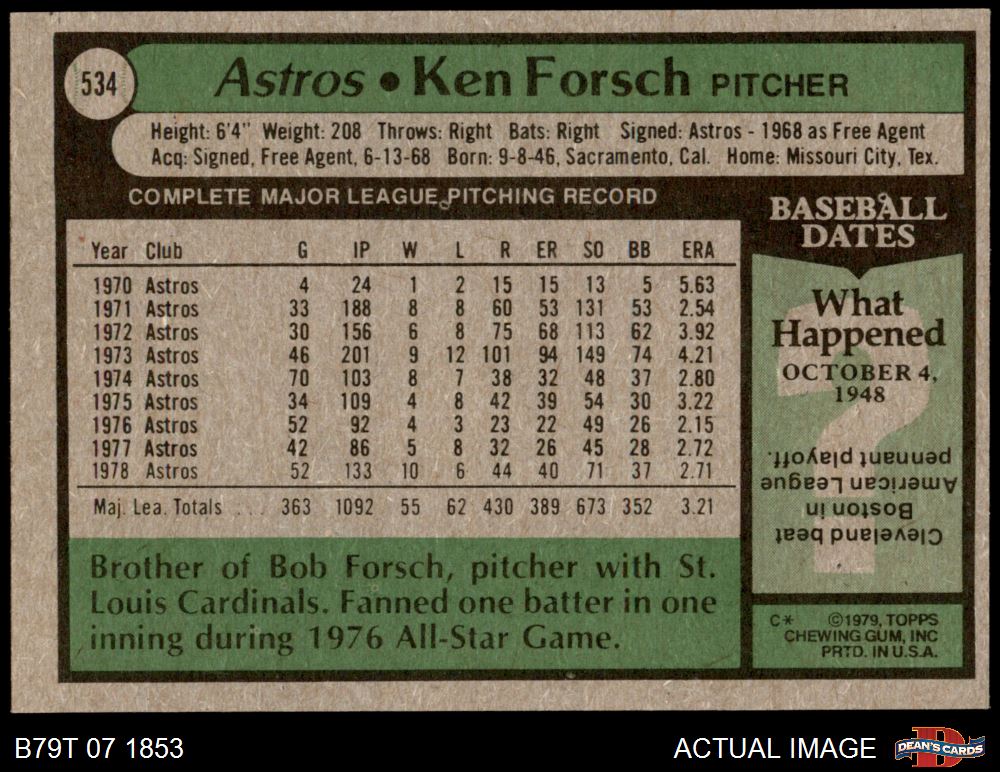 534
Astros • Ken Forsch PITCHER
Height: 6'4" Weight: 208 Throws: Right Bats: Right Signed: Astros - 1968 as Free Agent
Acq: Signed, Free Agent, 6-13-68 Born: 9-8-46, Sacramento, Cal. Home: Missouri City, Tex.
COMPLETE MAJOR LEAGUE PITCHING RECORD
Year Club G IP W L R ER SO BB ERA
1970 Astros 4 24 1 2 15 15 13 5 5.63
1971 Astros 33 188 8 8 60 53 131 53 2.54
1972 Astros 30 156 6 8 75 68 113 62 3.92
1973 Astros 46 201 9 12 101 94 149 74 4.21
1974 Astros 70 103 8 7 38 32 48 37 2.80
1975 Astros 34 109 4 8 42 39 54 30 3.22
1976 Astros 52 92 4 3 23 22 49 26 2.15
1977 Astros 42 86 5 8 32 26 45 28 2.72
1978 Astros 52 133 10 6 44 40 71 37 2.71
Maj. Lea. Totals ... 363 1092 55 62 430 389 673 352 3.21
Brother of Bob Forsch, pitcher with St.
Louis Cardinals. Fanned one batter in one
inning during 1976 All-Star Game.
BASEBALL
DATES
What
Happened
OCTOBER 4,
1948
?
Cleveland beat
Boston in
American League
pennant playoff.
C* ©1979, TOPPS
CHEWING GUM, INC
PRTD. IN U.S.A.
B79T 07 1853
ACTUAL IMAGE
D
DEAN'S CARDS